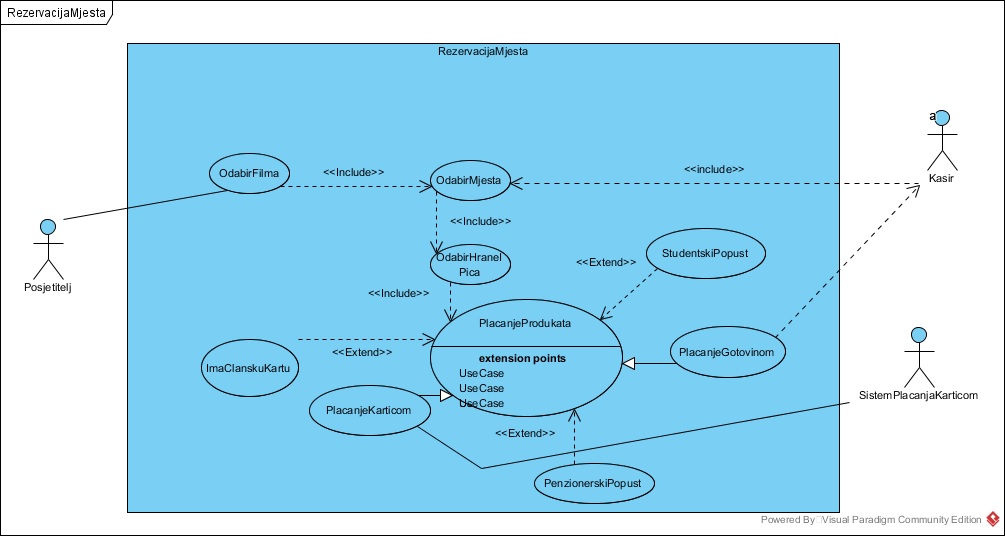 RezervacijaMjesta
RezervacijaMjesta
a
Kasir
OdabirFilma
<<Include>>
OdabirMjesta
<<include>>
<<Include>>
Posjetitelj
OdabirHraneI
Pica
<<Extend>>
StudentskiPopust
<<Include>>
PlacanjeProdukata
ImaClanskuKartu
<<Extend>>
extension points
UseCase
UseCase
UseCase
PlacanjeGotovinom
SistemPlacanjaKarticom
PlacanjeKarticom
<<Extend>>
PenzionerskiPopust
Powered By Visual Paradigm Community Edition